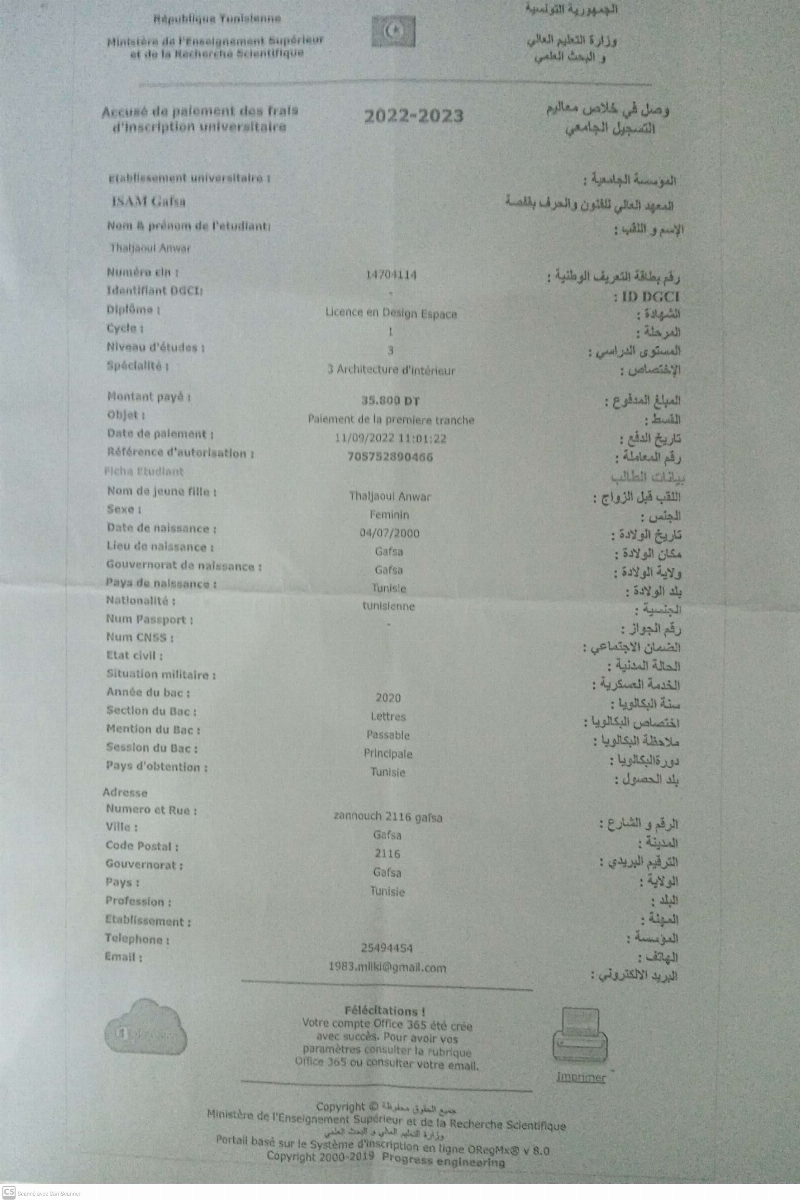 République Tunisienne
الجمهورية التونسية
Ministère de l'Enseignement Supérieur
et de la Recherche Scientifique
وزارة التعليم العالي
و البحث العلمي
Accusé de paiement des frais
d'inscription universitaire
2022-2023
وصل في خلاص معاليم
التسجيل الجامعي
Etablissement universitaire :
المؤسسة الجامعية :
ISAM Gafsa
المعهد العالي للفنون والحرف بقفصة
Nom & prénom de l'etudiant:
الإسم و اللقب :
Thaljaoui Anwar
Numéro cin : 14704114 رقم بطاقة التعريف الوطنية :
Identifiant DGCI: - ID DGCI :
Diplôme : Licence en Design Espace الشهادة :
Cycle : 1 المرحلة :
Niveau d'études : 3 المستوى الدراسي :
Spécialité : 3 Architecture d'intérieur الإختصاص :
Montant payé : 35.800 DT المبلغ المدفوع :
Objet : Paiement de la premiere tranche القسط :
Date de paiement : 11/09/2022 11:01:22 تاريخ الدفع :
Référence d'autorisation : 705752890466 رقم المعاملة :
Fiche Etudiant بيانات الطالب
Nom de jeune fille : Thaljaoui Anwar اللقب قبل الزواج :
Sexe : Feminin الجنس :
Date de naissance : 04/07/2000 تاريخ الولادة :
Lieu de naissance : Gafsa مكان الولادة :
Gouvernorat de naissance : Gafsa ولاية الولادة :
Pays de naissance : Tunisie بلد الولادة :
Nationalité : tunisienne الجنسية :
Num Passport : - رقم الجواز :
Num CNSS : الضمان الاجتماعي :
Etat civil : الحالة المدنية :
Situation militaire : الخدمة العسكرية :
Année du bac : 2020 سنة البكالوريا :
Section du Bac : Lettres اختصاص البكالوريا :
Mention du Bac : Passable ملاحظة البكالوريا :
Session du Bac : Principale دورة البكالوريا :
Pays d'obtention : Tunisie بلد الحصول :
Adresse
Numero et Rue : zannouch 2116 gafsa الرقم و الشارع :
Ville : Gafsa المدينة :
Code Postal : 2116 الترقيم البريدي :
Gouvernorat : Gafsa الولاية :
Pays : Tunisie البلد :
Profession : المهنة :
Etablissement : المؤسسة :
Telephone : 25494454 الهاتف :
Email : 1983.mliki@gmail.com البريد الالكتروني :
Félécitations !
Votre compte Office 365 été crée
avec succès. Pour avoir vos
paramètres consulter la rubrique
Office 365 ou consulter votre email.
Imprimer
Copyright © جميع الحقوق محفوظة
Ministère de l'Enseignement Supérieur et de la Recherche Scientifique
وزارة التعليم العالي و البحث العلمي
Portail basé sur le Système d'inscription en ligne ORegMx® v 8.0
Copyright 2000-2019 Progress engineering
CS